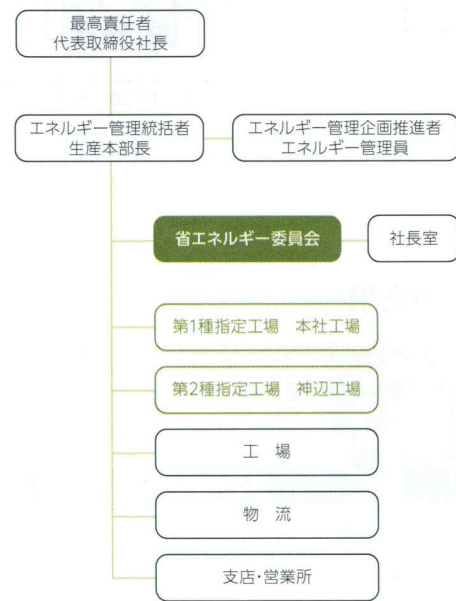 最高責任者
代表取締役社長
エネルギー管理統括者
生産本部長
エネルギー管理企画推進者
エネルギー管理員
省エネルギー委員会
社長室
第1種指定工場　本社工場
第2種指定工場　神辺工場
工　場
物　流
支店・営業所